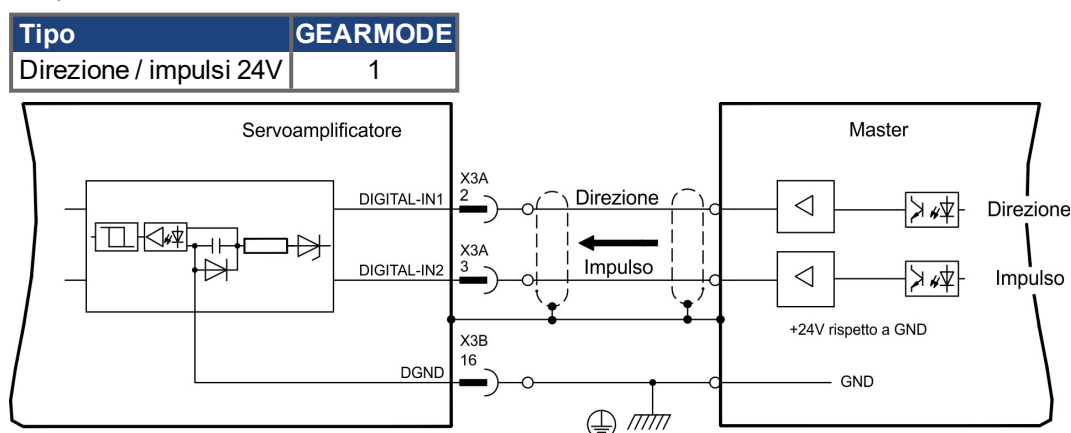 Tipo GEARMODE
Direzione / impulsi 24V 1
Servoamplificatore
Master
X3A
DIGITAL-IN1 2 Direzione
Direzione
X3A
DIGITAL-IN2 3 Impulso
Impulso
+24V rispetto a GND
X3B
16
DGND
GND